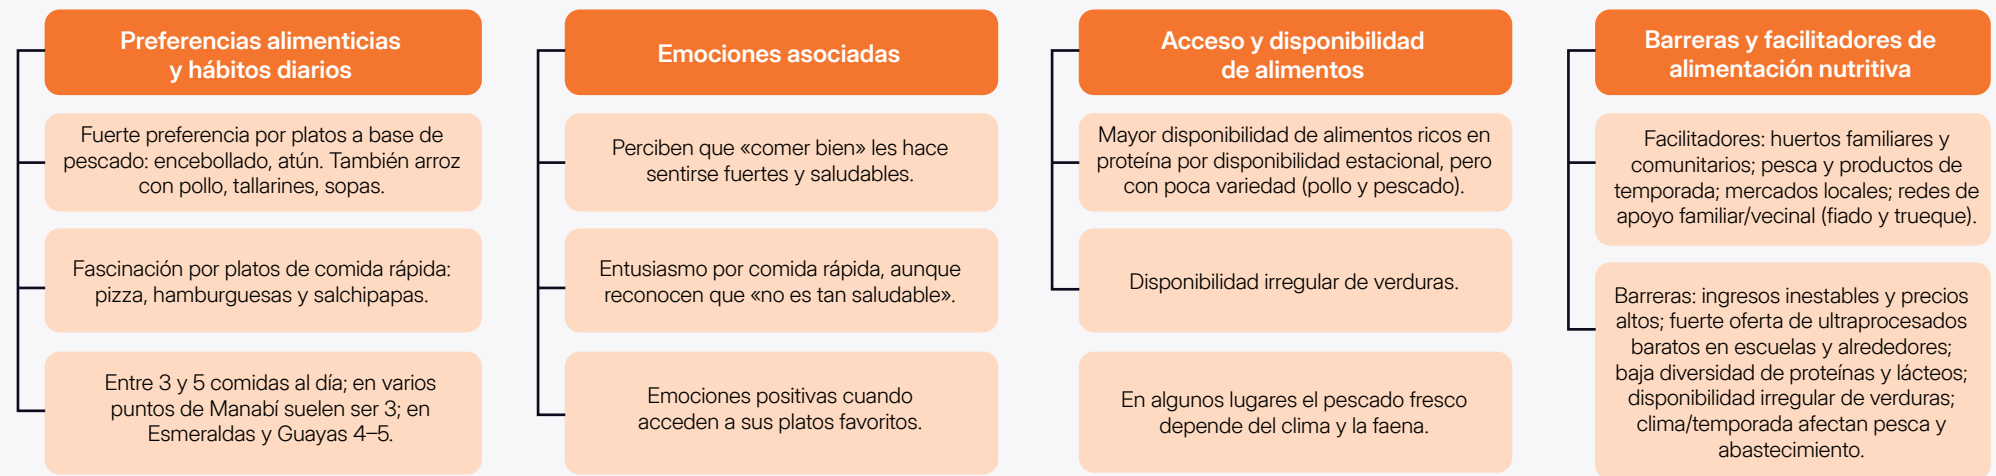 Preferencias alimenticias
y hábitos diarios
Fuerte preferencia por platos a base de
pescado: encebollado, atún. También arroz
con pollo, tallarines, sopas.
Fascinación por platos de comida rápida:
pizza, hamburguesas y salchipapas.
Entre 3 y 5 comidas al día; en varios
puntos de Manabí suelen ser 3; en
Esmeraldas y Guayas 4–5.
Emociones asociadas
Perciben que «comer bien» les hace
sentirse fuertes y saludables.
Entusiasmo por comida rápida, aunque
reconocen que «no es tan saludable».
Emociones positivas cuando
acceden a sus platos favoritos.
Acceso y disponibilidad
de alimentos
Mayor disponibilidad de alimentos ricos en
proteína por disponibilidad estacional, pero
con poca variedad (pollo y pescado).
Disponibilidad irregular de verduras.
En algunos lugares el pescado fresco
depende del clima y la faena.
Barreras y facilitadores de
alimentación nutritiva
Facilitadores: huertos familiares y
comunitarios; pesca y productos de
temporada; mercados locales; redes de
apoyo familiar/vecinal (fiado y trueque).
Barreras: ingresos inestables y precios
altos; fuerte oferta de ultraprocesados
baratos en escuelas y alrededores;
baja diversidad de proteínas y lácteos;
disponibilidad irregular de verduras;
clima/temporada afectan pesca y
abastecimiento.